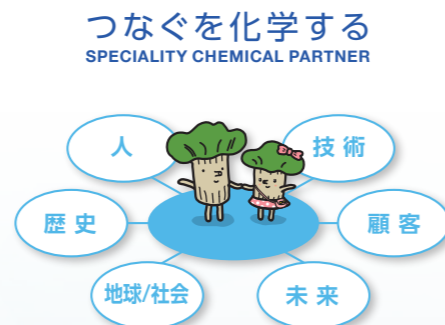 つなぐを化学する
SPECIALITY CHEMICAL PARTNER
人
技術
歴史
顧客
地球/社会
未来